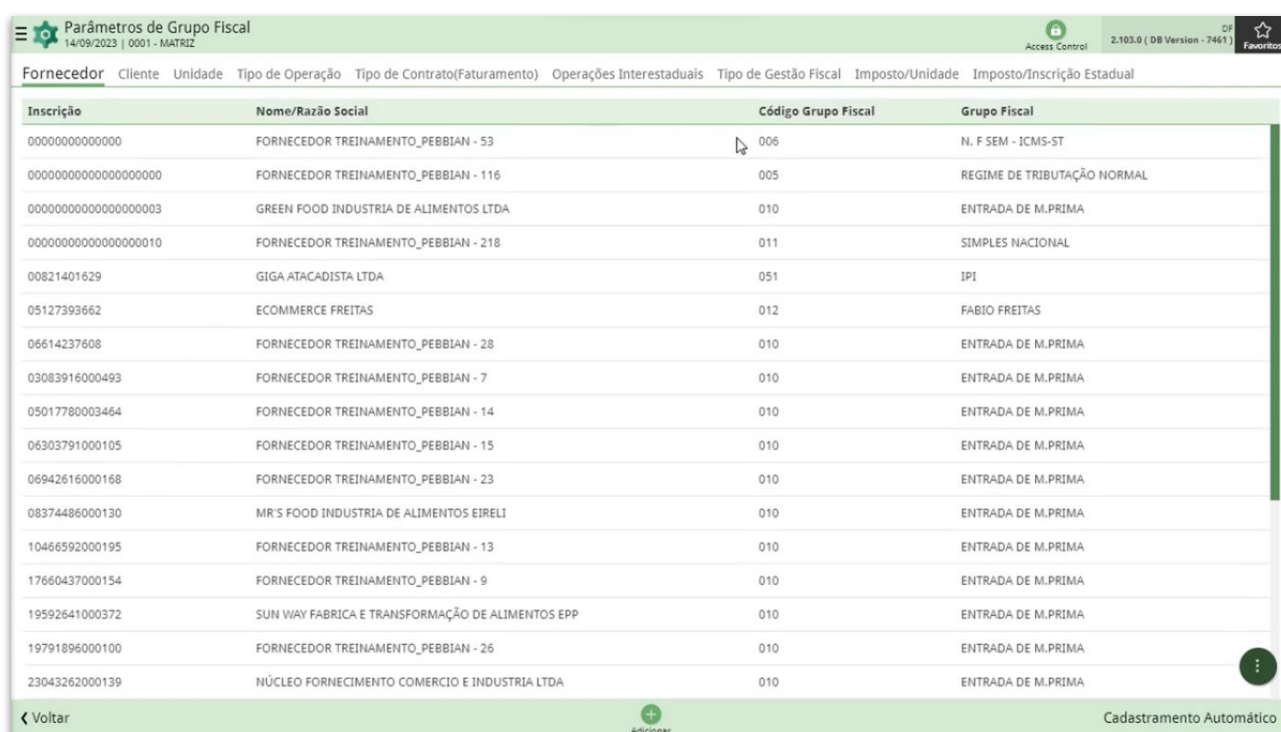 Parâmetros de Grupo Fiscal
14/09/2023 | 0001 - MATRIZ
Access Control
DF
2.103.0 ( DB Version - 7461 )
Favoritos
Fornecedor Cliente Unidade Tipo de Operação Tipo de Contrato(Faturamento) Operações Interestaduais Tipo de Gestão Fiscal Imposto/Unidade Imposto/Inscrição Estadual
Inscrição Nome/Razão Social Código Grupo Fiscal Grupo Fiscal
00000000000000 FORNECEDOR TREINAMENTO_PEBBIAN - 53 006 N. F SEM - ICMS-ST
00000000000000000000 FORNECEDOR TREINAMENTO_PEBBIAN - 116 005 REGIME DE TRIBUTAÇÃO NORMAL
00000000000000000003 GREEN FOOD INDUSTRIA DE ALIMENTOS LTDA 010 ENTRADA DE M.PRIMA
00000000000000000010 FORNECEDOR TREINAMENTO_PEBBIAN - 218 011 SIMPLES NACIONAL
00821401629 GIGA ATACADISTA LTDA 051 IPI
05127393662 ECOMMERCE FREITAS 012 FABIO FREITAS
06614237608 FORNECEDOR TREINAMENTO_PEBBIAN - 28 010 ENTRADA DE M.PRIMA
03083916000493 FORNECEDOR TREINAMENTO_PEBBIAN - 7 010 ENTRADA DE M.PRIMA
05017780003464 FORNECEDOR TREINAMENTO_PEBBIAN - 14 010 ENTRADA DE M.PRIMA
06303791000105 FORNECEDOR TREINAMENTO_PEBBIAN - 15 010 ENTRADA DE M.PRIMA
06942616000168 FORNECEDOR TREINAMENTO_PEBBIAN - 23 010 ENTRADA DE M.PRIMA
08374486000130 MR'S FOOD INDUSTRIA DE ALIMENTOS EIRELI 010 ENTRADA DE M.PRIMA
10466592000195 FORNECEDOR TREINAMENTO_PEBBIAN - 13 010 ENTRADA DE M.PRIMA
17660437000154 FORNECEDOR TREINAMENTO_PEBBIAN - 9 010 ENTRADA DE M.PRIMA
19592641000372 SUN WAY FABRICA E TRANSFORMAÇÃO DE ALIMENTOS EPP 010 ENTRADA DE M.PRIMA
19791896000100 FORNECEDOR TREINAMENTO_PEBBIAN - 26 010 ENTRADA DE M.PRIMA
23043262000139 NÚCLEO FORNECIMENTO COMERCIO E INDUSTRIA LTDA 010 ENTRADA DE M.PRIMA
Voltar
Adicionar
Cadastramento Automático